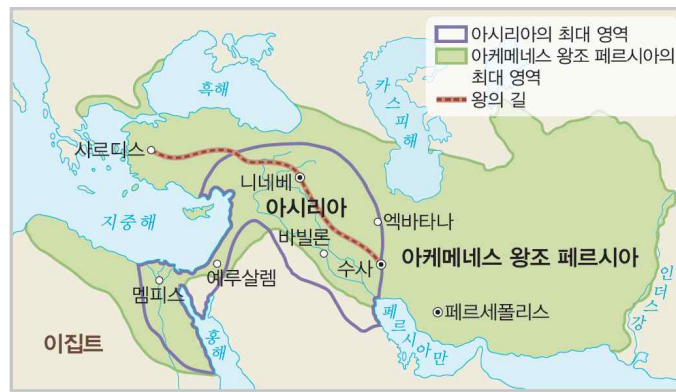 아시리아의 최대 영역
아케메네스 왕조 페르시아의
최대 영역
왕의 길
흑해
카스피해
사르디스
니네베
아시리아
엑바타나
지중해
바빌론
수사
아케메네스 왕조 페르시아
예루살렘
멤피스
페르세폴리스
인더스강
페르시아만
홍해
이집트